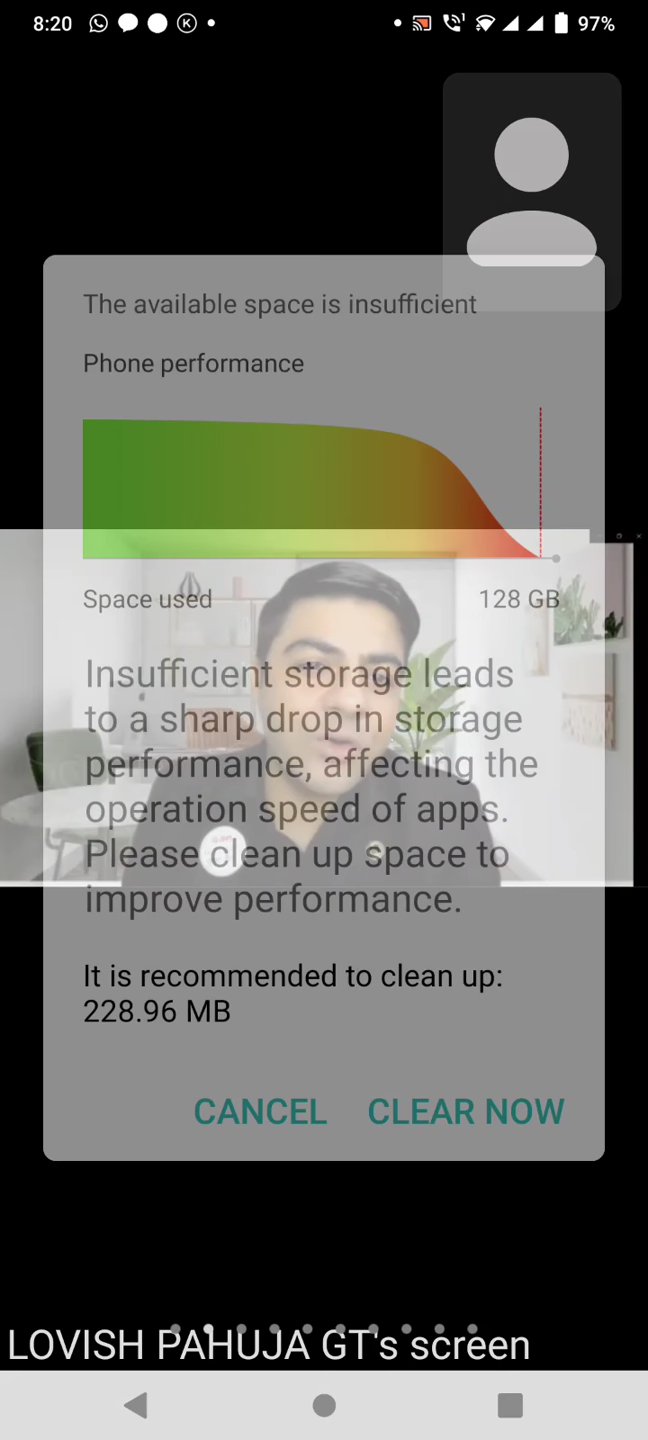 8:20
97%
The available space is insufficient
Phone performance
Space used
128 GB
Insufficient storage leads
to a sharp drop in storage
performance, affecting the
operation speed of apps.
Please clean up space to
improve performance.
It is recommended to clean up:
228.96 MB
CANCEL
CLEAR NOW
LOVISH PAHUJA GT's screen